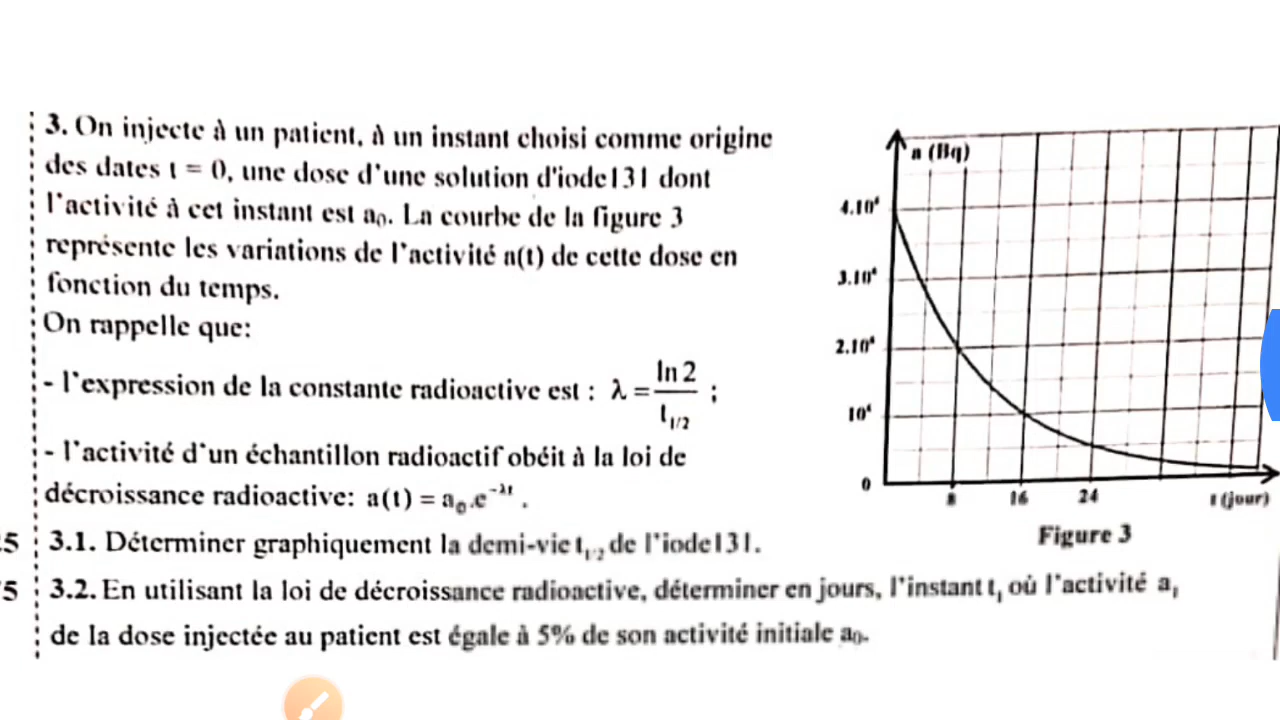 3. On injecte à un patient, à un instant choisi comme origine
des dates t = 0, une dose d'une solution d'iode131 dont
l'activité à cet instant est a₀. La courbe de la figure 3
représente les variations de l'activité a(t) de cette dose en
fonction du temps.
On rappelle que:
- l'expression de la constante radioactive est : λ = ln 2 / t₁/₂ ;
- l'activité d'un échantillon radioactif obéit à la loi de
décroissance radioactive: a(t) = a₀.e⁻λt .
5 3.1. Déterminer graphiquement la demi-vie t₁/₂ de l'iode131.
5 3.2. En utilisant la loi de décroissance radioactive, déterminer en jours, l'instant t₁ où l'activité a₁
de la dose injectée au patient est égale à 5% de son activité initiale a₀.
a (Bq)
4.10⁴
3.10⁴
2.10⁴
10⁴
0
8 16 24 t (jour)
Figure 3